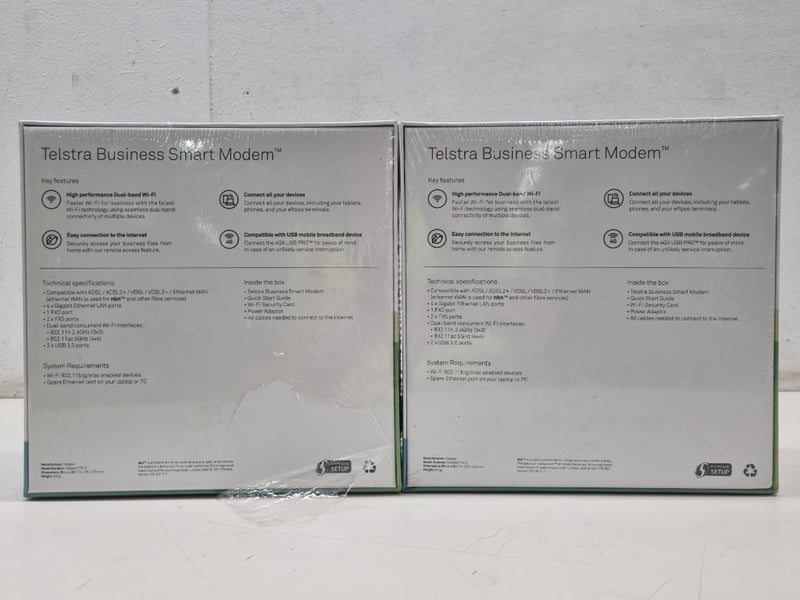 Telstra Business Smart Modem™
Key features
High performance Dual-band Wi-Fi
Faster Wi-Fi for business with the latest
Wi-Fi technology using seamless dual-band
connectivity of multiple devices.
Connect all your devices
Connect all your devices, including your tablets,
phones, and your eftpos terminals.
Easy connection to the internet
Securely access your business files from
home with our remote access feature.
4G
Compatible with USB mobile broadband device
Connect the 4GX USB PRO™ for peace of mind
in case of an unlikely service interruption.
Technical specifications
• Compatible with ADSL / ADSL2+ / VDSL / VDSL2+ / Ethernet WAN
(ethernet WAN is used for nbn™ and other fibre services)
• 4 x Gigabit Ethernet LAN ports
• 1 FXO port
• 2 x FXS ports
• Dual-band concurrent Wi-Fi interfaces:
• 802.11n 2.4GHz (3x3)
• 802.11ac 5GHz (4x4)
• 2 x USB 3.0 ports
Inside the box
• Telstra Business Smart Modem
• Quick Start Guide
• Wi-Fi Security Card
• Power Adaptor
• All cables needed to connect to the internet
System Requirements
• Wi-Fi 802.11b/g/n/ac enabled devices
• Spare Ethernet port on your laptop or PC
SETUP
Telstra Business Smart Modem™
Key features
High performance Dual-band Wi-Fi
Faster Wi-Fi for business with the latest
Wi-Fi technology using seamless dual-band
connectivity of multiple devices.
Connect all your devices
Connect all your devices, including your tablets,
phones, and your eftpos terminals.
Easy connection to the internet
Securely access your business files from
home with our remote access feature.
4G
Compatible with USB mobile broadband device
Connect the 4GX USB PRO™ for peace of mind
in case of an unlikely service interruption.
Technical specifications
• Compatible with ADSL / ADSL2+ / VDSL / VDSL2+ / Ethernet WAN
(ethernet WAN is used for nbn™ and other fibre services)
• 4 x Gigabit Ethernet LAN ports
• 1 FXO port
• 2 x FXS ports
• Dual-band concurrent Wi-Fi interfaces:
• 802.11n 2.4GHz (3x3)
• 802.11ac 5GHz (4x4)
• 2 x USB 3.0 ports
Inside the box
• Telstra Business Smart Modem
• Quick Start Guide
• Wi-Fi Security Card
• Power Adaptor
• All cables needed to connect to the internet
System Requirements
• Wi-Fi 802.11b/g/n/ac enabled devices
• Spare Ethernet port on your laptop or PC
SETUP